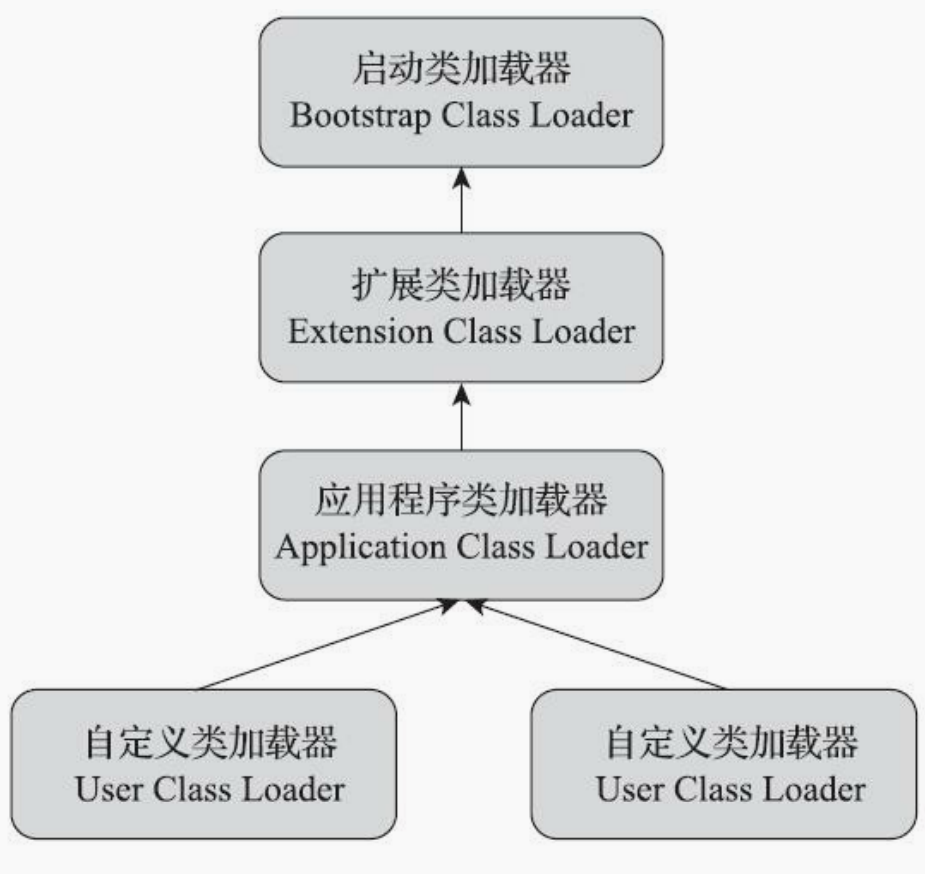 启动类加载器
Bootstrap Class Loader
扩展类加载器
Extension Class Loader
应用程序类加载器
Application Class Loader
自定义类加载器
User Class Loader
自定义类加载器
User Class Loader